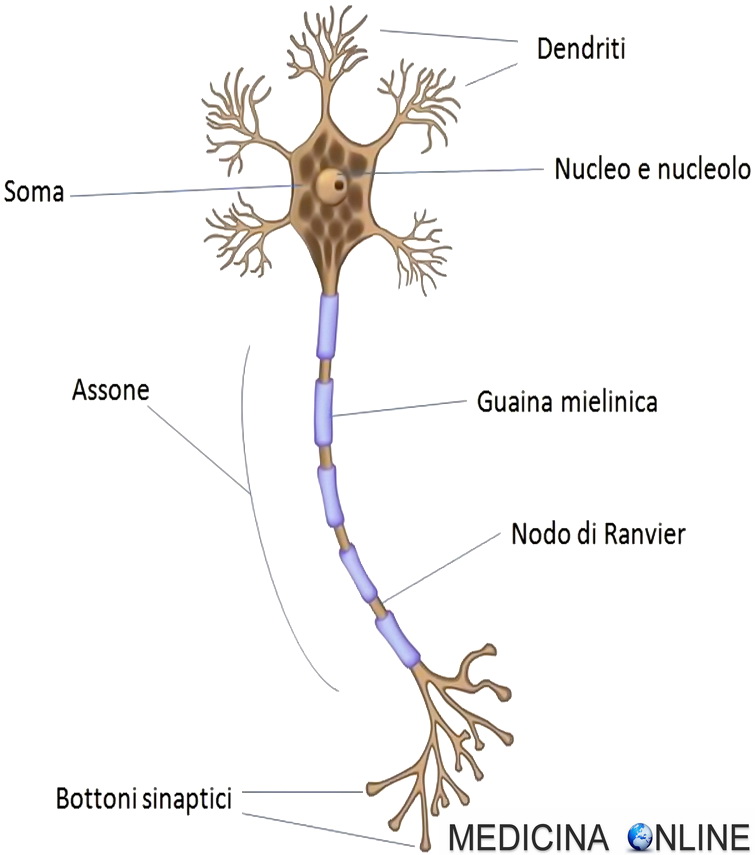 Dendriti
Nucleo e nucleolo
Soma
Assone
Guaina mielinica
Nodo di Ranvier
Bottoni sinaptici
MEDICINA ONLINE